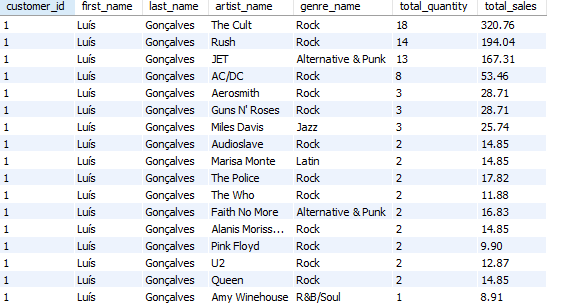 customer_id first_name last_name artist_name genre_name total_quantity total_sales
1 Luís Gonçalves The Cult Rock 18 320.76
1 Luís Gonçalves Rush Rock 14 194.04
1 Luís Gonçalves JET Alternative & Punk 13 167.31
1 Luís Gonçalves AC/DC Rock 8 53.46
1 Luís Gonçalves Aerosmith Rock 3 28.71
1 Luís Gonçalves Guns N' Roses Rock 3 28.71
1 Luís Gonçalves Miles Davis Jazz 3 25.74
1 Luís Gonçalves Audioslave Rock 2 14.85
1 Luís Gonçalves Marisa Monte Latin 2 14.85
1 Luís Gonçalves The Police Rock 2 17.82
1 Luís Gonçalves The Who Rock 2 11.88
1 Luís Gonçalves Faith No More Alternative & Punk 2 16.83
1 Luís Gonçalves Alanis Moriss... Rock 2 14.85
1 Luís Gonçalves Pink Floyd Rock 2 9.90
1 Luís Gonçalves U2 Rock 2 12.87
1 Luís Gonçalves Queen Rock 2 14.85
1 Luís Gonçalves Amy Winehouse R&B/Soul 1 8.91